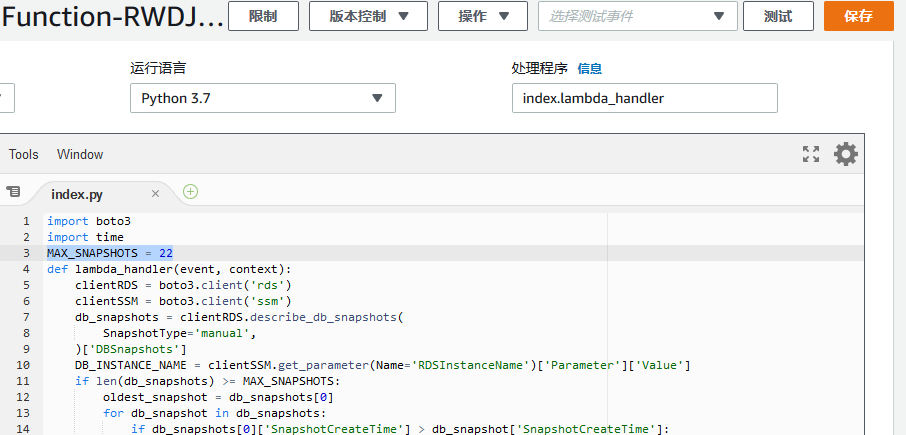 Function-RWDJ... 限制 版本控制 操作 选择测试事件 测试 保存
运行语言 处理程序 信息
Python 3.7 index.lambda_handler
Tools Window
index.py
1 import boto3
2 import time
3 MAX_SNAPSHOTS = 22
4 def lambda_handler(event, context):
5     clientRDS = boto3.client('rds')
6     clientSSM = boto3.client('ssm')
7     db_snapshots = clientRDS.describe_db_snapshots(
8         SnapshotType='manual',
9     )['DBSnapshots']
10     DB_INSTANCE_NAME = clientSSM.get_parameter(Name='RDSInstanceName')['Parameter']['Value']
11     if len(db_snapshots) >= MAX_SNAPSHOTS:
12         oldest_snapshot = db_snapshots[0]
13         for db_snapshot in db_snapshots:
14             if db_snapshots[0]['SnapshotCreateTime'] > db_snapshot['SnapshotCreateTime']: